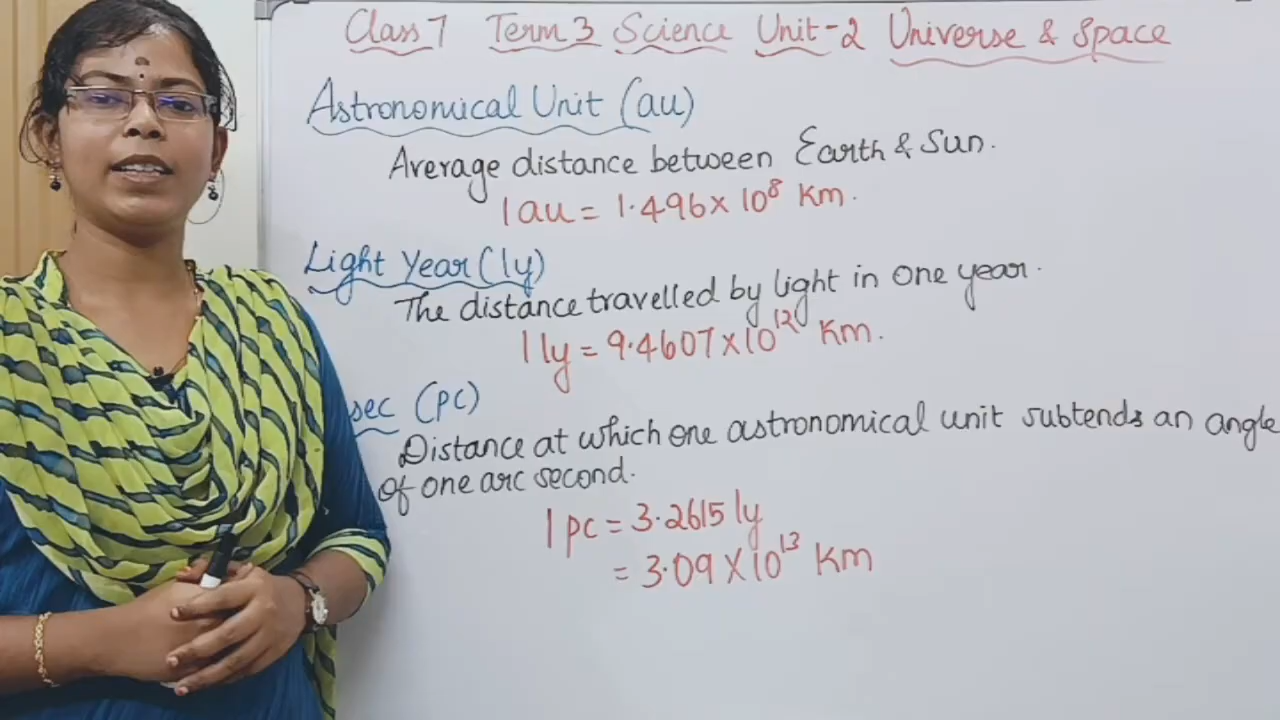 Class 7 Term 3 Science Unit-2 Universe & Space
Astronomical Unit (au)
Average distance between Earth & Sun.
1 au = 1.496 x 10⁸ Km.
Light Year (ly)
The distance travelled by light in one year.
1 ly = 9.4607 x 10¹² Km.
sec (pc)
Distance at which one astronomical unit subtends an angle
of one arc second.
1 pc = 3.2615 ly
= 3.09 X 10¹³ Km